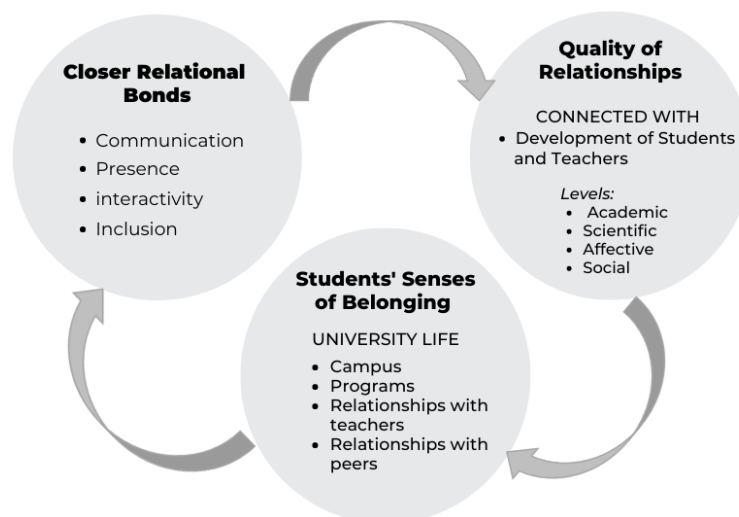 Closer Relational
Bonds
• Communication
• Presence
• interactivity
• Inclusion
Quality of
Relationships
CONNECTED WITH
• Development of Students
and Teachers
Levels:
• Academic
• Scientific
• Affective
• Social
Students' Senses
of Belonging
UNIVERSITY LIFE
• Campus
• Programs
• Relationships with
teachers
• Relationships with
peers